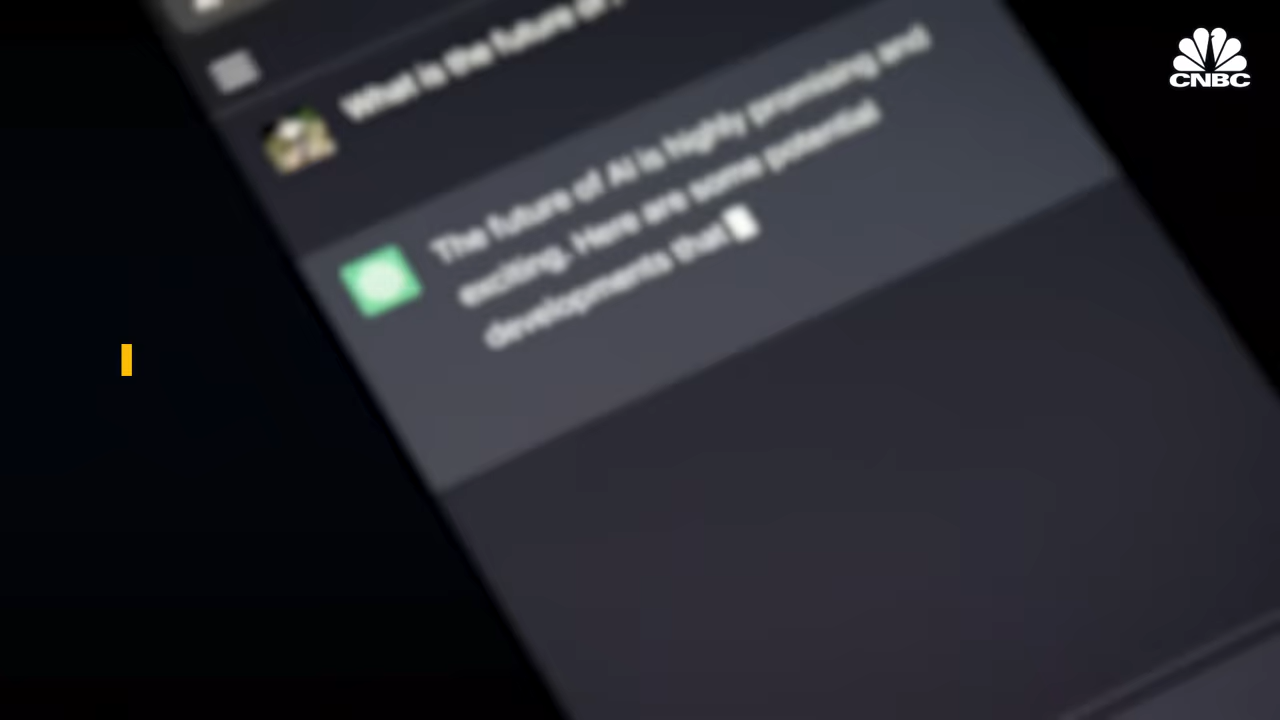 CNBC
What is the future of
The future of AI is highly promising and
exciting. Here are some potential
developments that